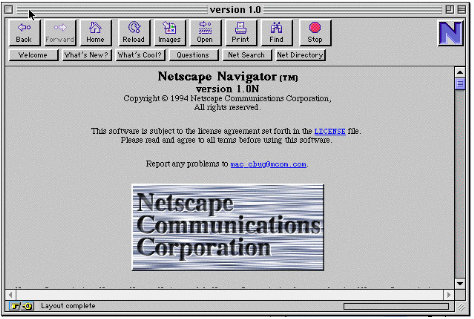 version 1.0
Back Forward Home Reload Images Open Print Find Stop
N
Welcome What's New? What's Cool? Questions Net Search Net Directory
Netscape Navigator (TM)
version 1.0N
Copyright © 1994 Netscape Communications Corporation,
All rights reserved.
This software is subject to the license agreement set forth in the LICENSE file.
Please read and agree to all terms before using this software.
Report any problems to mac_cbug@mcom.com.
Netscape
Communications
Corporation
Layout complete